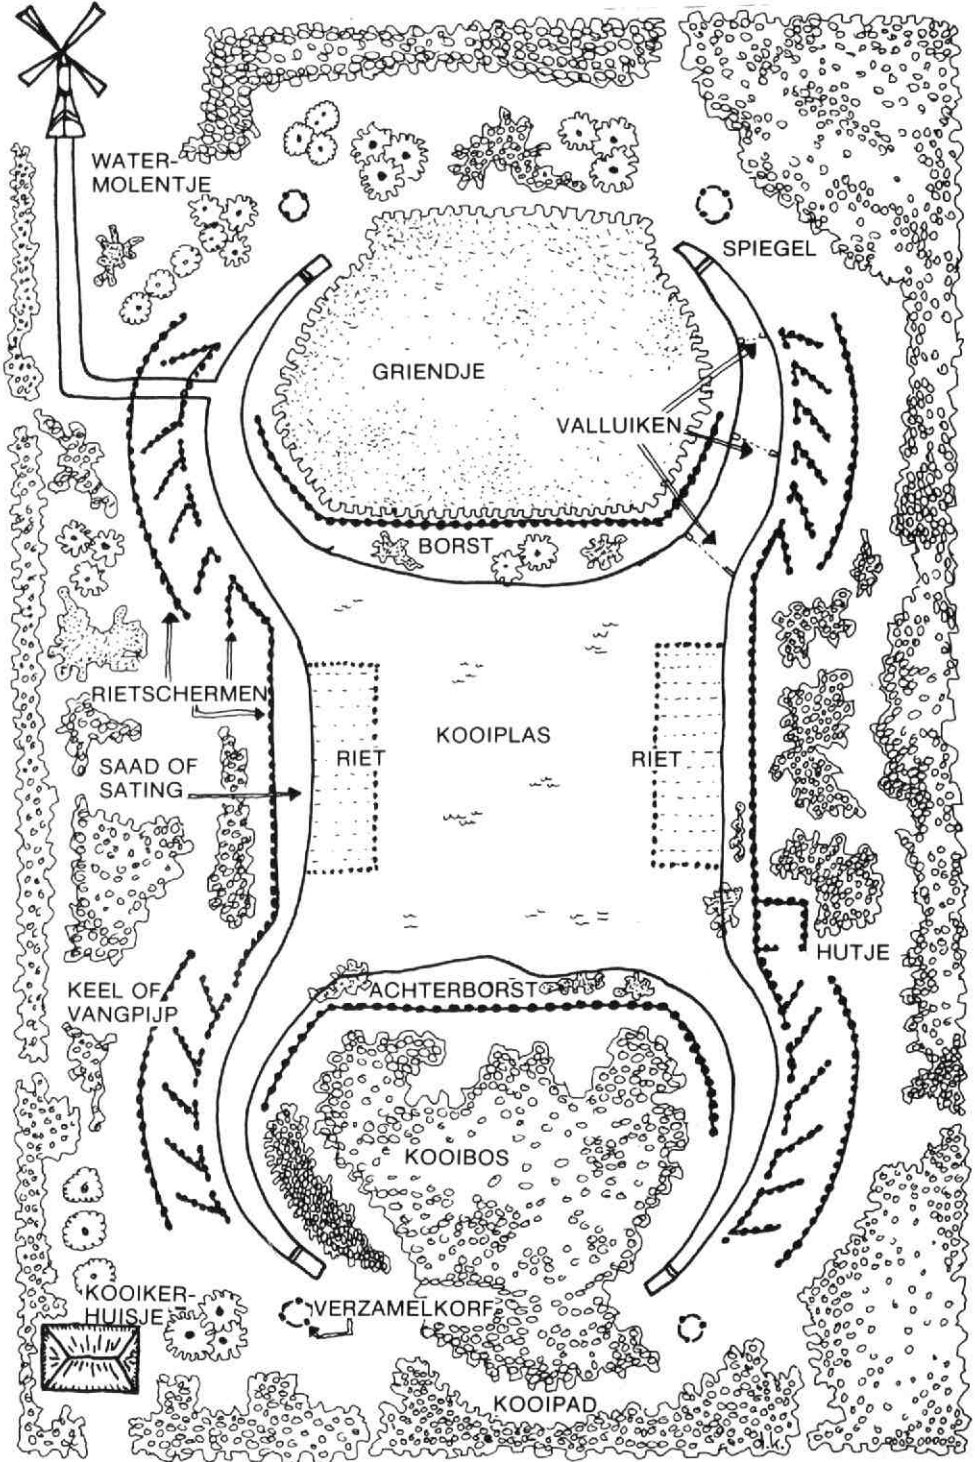 WATER-
MOLENTJE
SPIEGEL
GRIENDJE
VALLUIKEN
BORST
RIETSCHERMEN
KOOIPLAS
RIET
RIET
SAAD OF
SATING
HUTJE
KEEL OF
VANGPIJP
ACHTERBORST
KOOIBOS
KOOIKER-
HUISJE
VERZAMELKORF
KOOIPAD